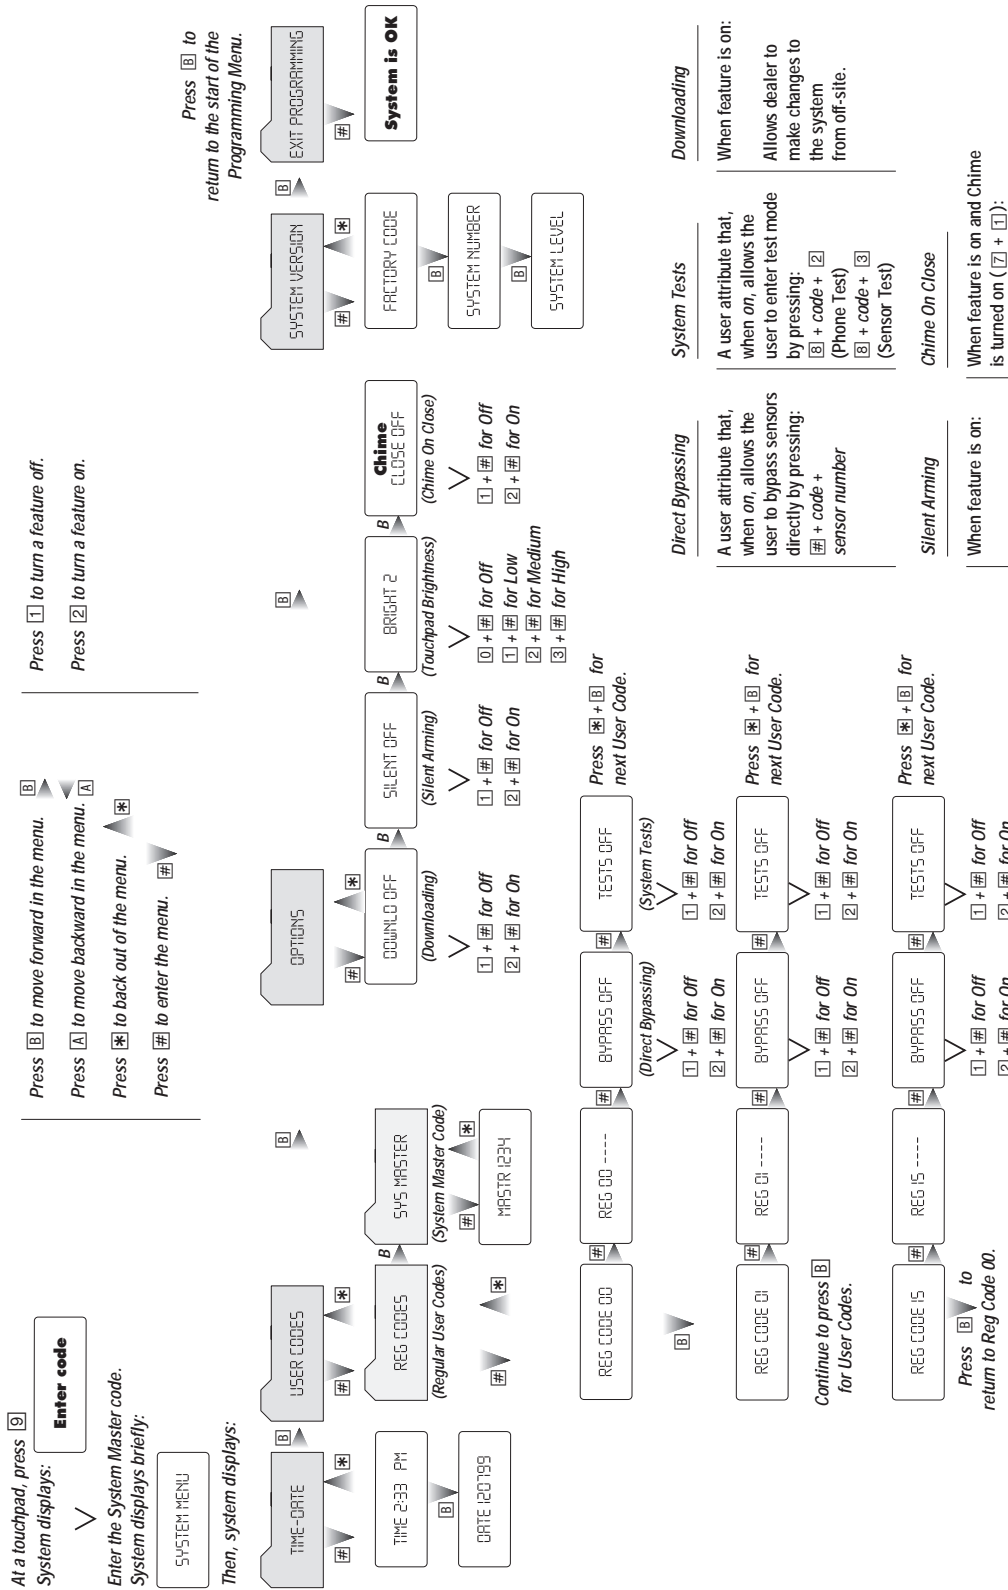 At a touchpad, press 9
System displays:
Enter code
Enter the System Master code.
System displays briefly:
SYSTEM MENU
Then, system displays:
Press B to move forward in the menu.
B
Press A to move backward in the menu.
A
Press * to back out of the menu.
*
Press # to enter the menu.
#
Press 1 to turn a feature off.
Press 2 to turn a feature on.
Press B to
return to the start of the
Programming Menu.
TIME-DATE
B
USER CODES
B
OPTIONS
B
SYSTEM VERSION
B
EXIT PROGRAMMING
# *
TIME 2:33 PM
B
DATE 120799
# *
REG CODES
(Regular User Codes)
B
SYS MASTER
(System Master Code)
# *
MASTR 1234
# *
# *
DOWNLD OFF
(Downloading)
1 + # for Off
2 + # for On
B
SILENT OFF
(Silent Arming)
1 + # for Off
2 + # for On
B
BRIGHT 2
(Touchpad Brightness)
0 + # for Off
1 + # for Low
2 + # for Medium
3 + # for High
B
Chime
CLOSE OFF
(Chime On Close)
1 + # for Off
2 + # for On
# *
FACTORY CODE
B
SYSTEM NUMBER
B
SYSTEM LEVEL
#
System is OK
REG CODE 00
#
REG 00 ----
#
BYPASS OFF
(Direct Bypassing)
1 + # for Off
2 + # for On
#
TESTS OFF
(System Tests)
1 + # for Off
2 + # for On
Press * + B for
next User Code.
B
REG CODE 01
#
REG 01 ----
#
BYPASS OFF
1 + # for Off
2 + # for On
#
TESTS OFF
1 + # for Off
2 + # for On
Press * + B for
next User Code.
Continue to press B
for User Codes.
REG CODE 15
#
REG 15 ----
#
BYPASS OFF
1 + # for Off
2 + # for On
#
TESTS OFF
1 + # for Off
2 + # for On
Press * + B for
next User Code.
Press B to
return to Reg Code 00.
Direct Bypassing
A user attribute that,
when on, allows the
user to bypass sensors
directly by pressing:
# + code +
sensor number
System Tests
A user attribute that,
when on, allows the
user to enter test mode
by pressing:
8 + code + 2
(Phone Test)
8 + code + 3
(Sensor Test)
Downloading
When feature is on:
Allows dealer to
make changes to
the system
from off-site.
Silent Arming
When feature is on:
Chime On Close
When feature is on and Chime
is turned on ( 7 + 1 ):